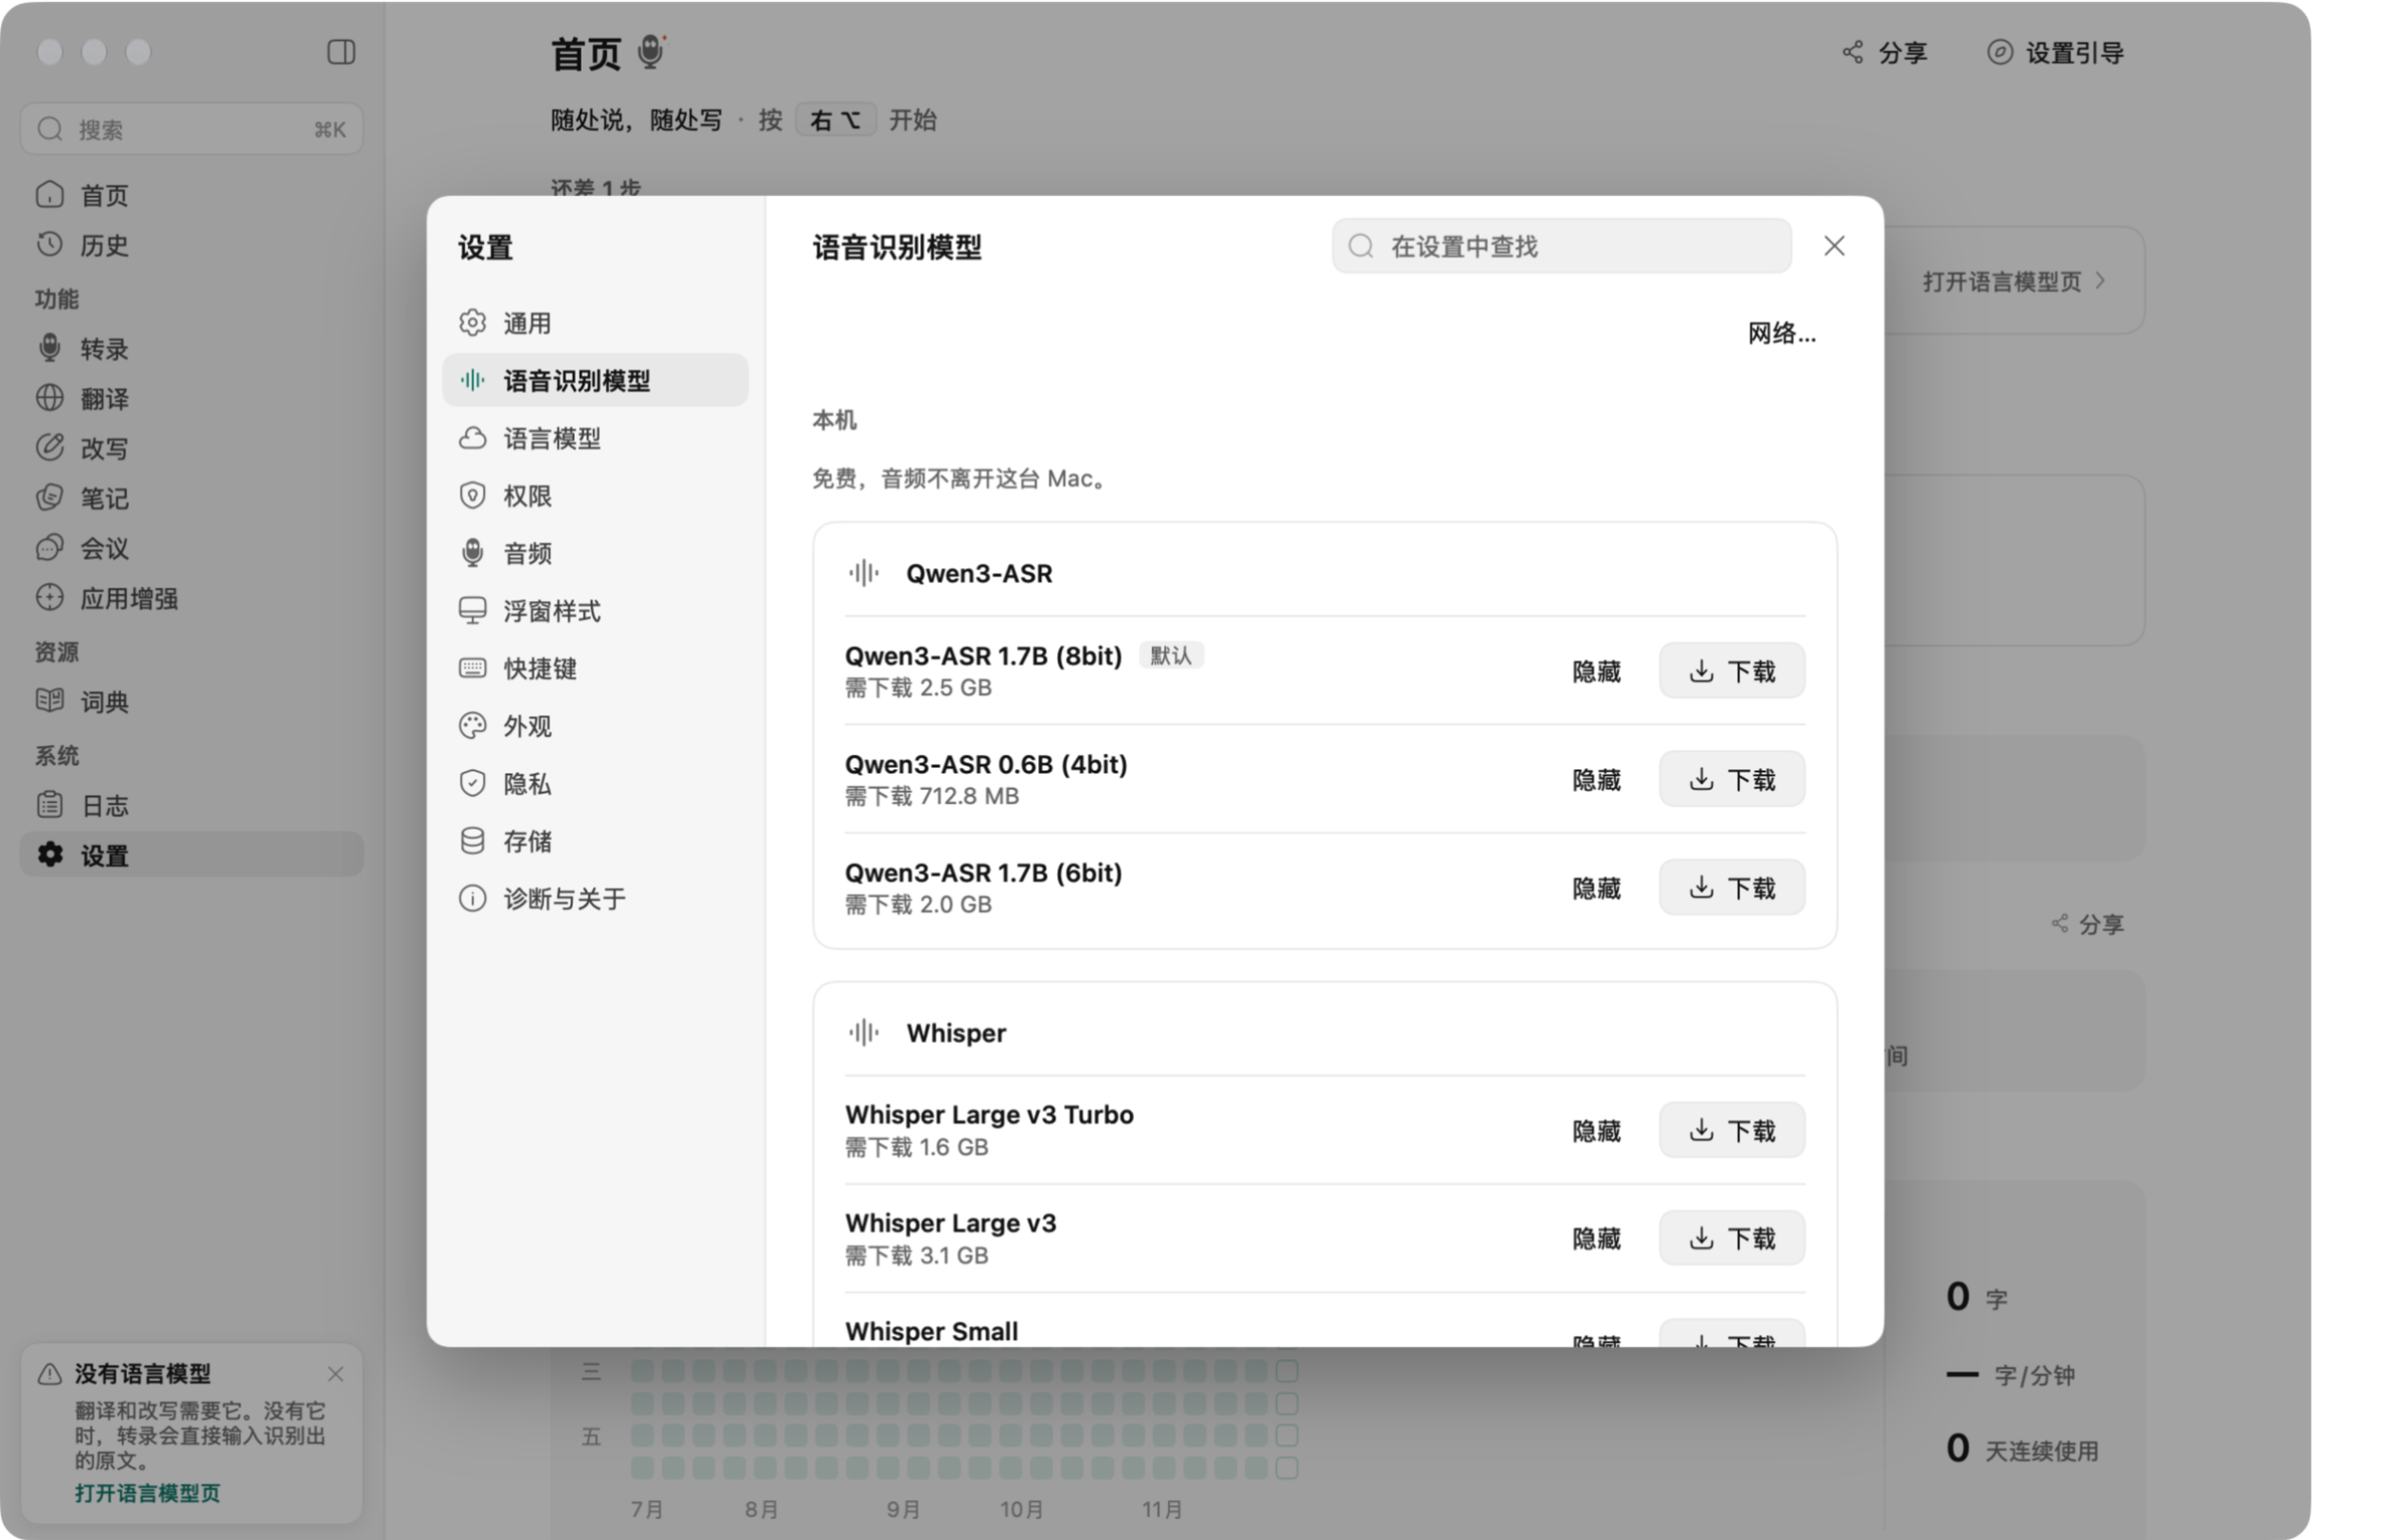 搜索
⌘K
首页
历史
功能
转录
翻译
改写
笔记
会议
应用增强
资源
词典
系统
日志
设置
没有语言模型
翻译和改写需要它。没有它
时，转录会直接输入识别出
的原文。
打开语言模型页
首页
分享
设置引导
随处说，随处写 · 按 右 ⌥ 开始
还差 1 步
打开语言模型页
设置
通用
语音识别模型
语言模型
权限
音频
浮窗样式
快捷键
外观
隐私
存储
诊断与关于
语音识别模型
在设置中查找
网络...
本机
免费，音频不离开这台 Mac。
Qwen3-ASR
Qwen3-ASR 1.7B (8bit) 默认
需下载 2.5 GB
隐藏 下载
Qwen3-ASR 0.6B (4bit)
需下载 712.8 MB
隐藏 下载
Qwen3-ASR 1.7B (6bit)
需下载 2.0 GB
隐藏 下载
Whisper
Whisper Large v3 Turbo
需下载 1.6 GB
隐藏 下载
Whisper Large v3
需下载 3.1 GB
隐藏 下载
Whisper Small
隐藏 下载
分享
间
0 字
— 字/分钟
0 天连续使用
三
五
7月 8月 9月 10月 11月